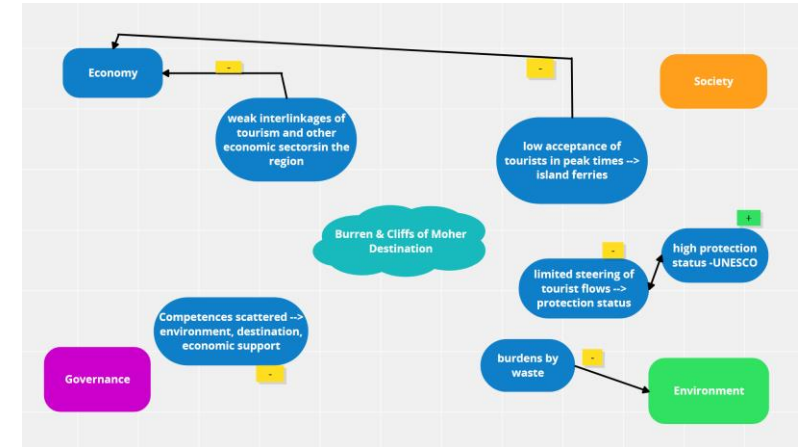 Economy
-
-
Society
weak interlinkages of
tourism and other
economic sectorsin the
region
low acceptance of
tourists in peak times -->
island ferries
+
Burren & Cliffs of Moher
Destination
high protection
status -UNESCO
-
limited steering of
tourist flows -->
protection status
Competences scattered -->
environment, destination,
economic support
-
burdens by
waste
-
Governance
Environment